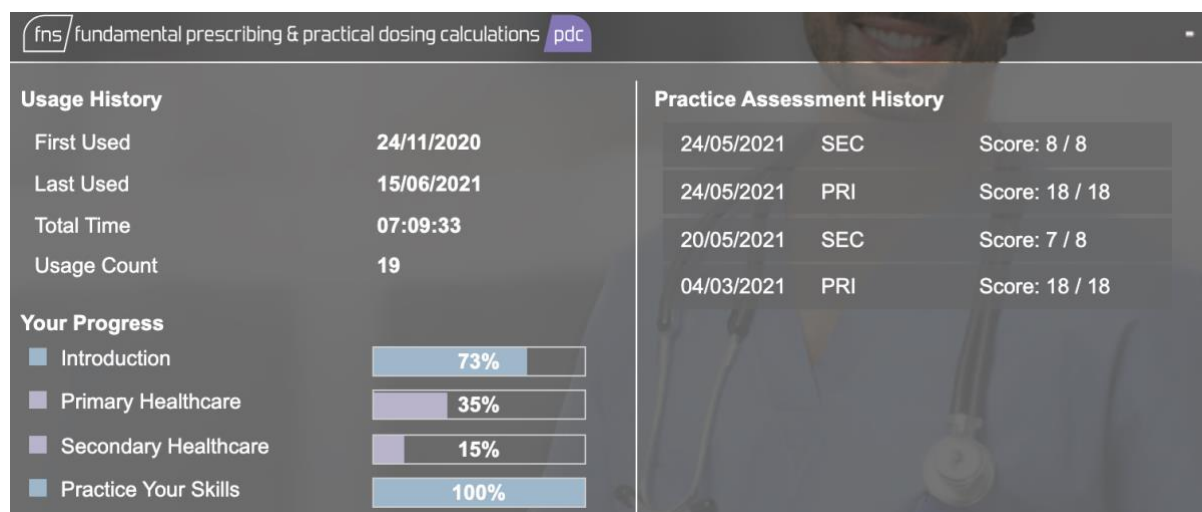 fns fundamental prescribing & practical dosing calculations pdc
Usage History
First Used 24/11/2020
Last Used 15/06/2021
Total Time 07:09:33
Usage Count 19
Your Progress
Introduction 73%
Primary Healthcare 35%
Secondary Healthcare 15%
Practice Your Skills 100%
Practice Assessment History
24/05/2021 SEC Score: 8 / 8
24/05/2021 PRI Score: 18 / 18
20/05/2021 SEC Score: 7 / 8
04/03/2021 PRI Score: 18 / 18